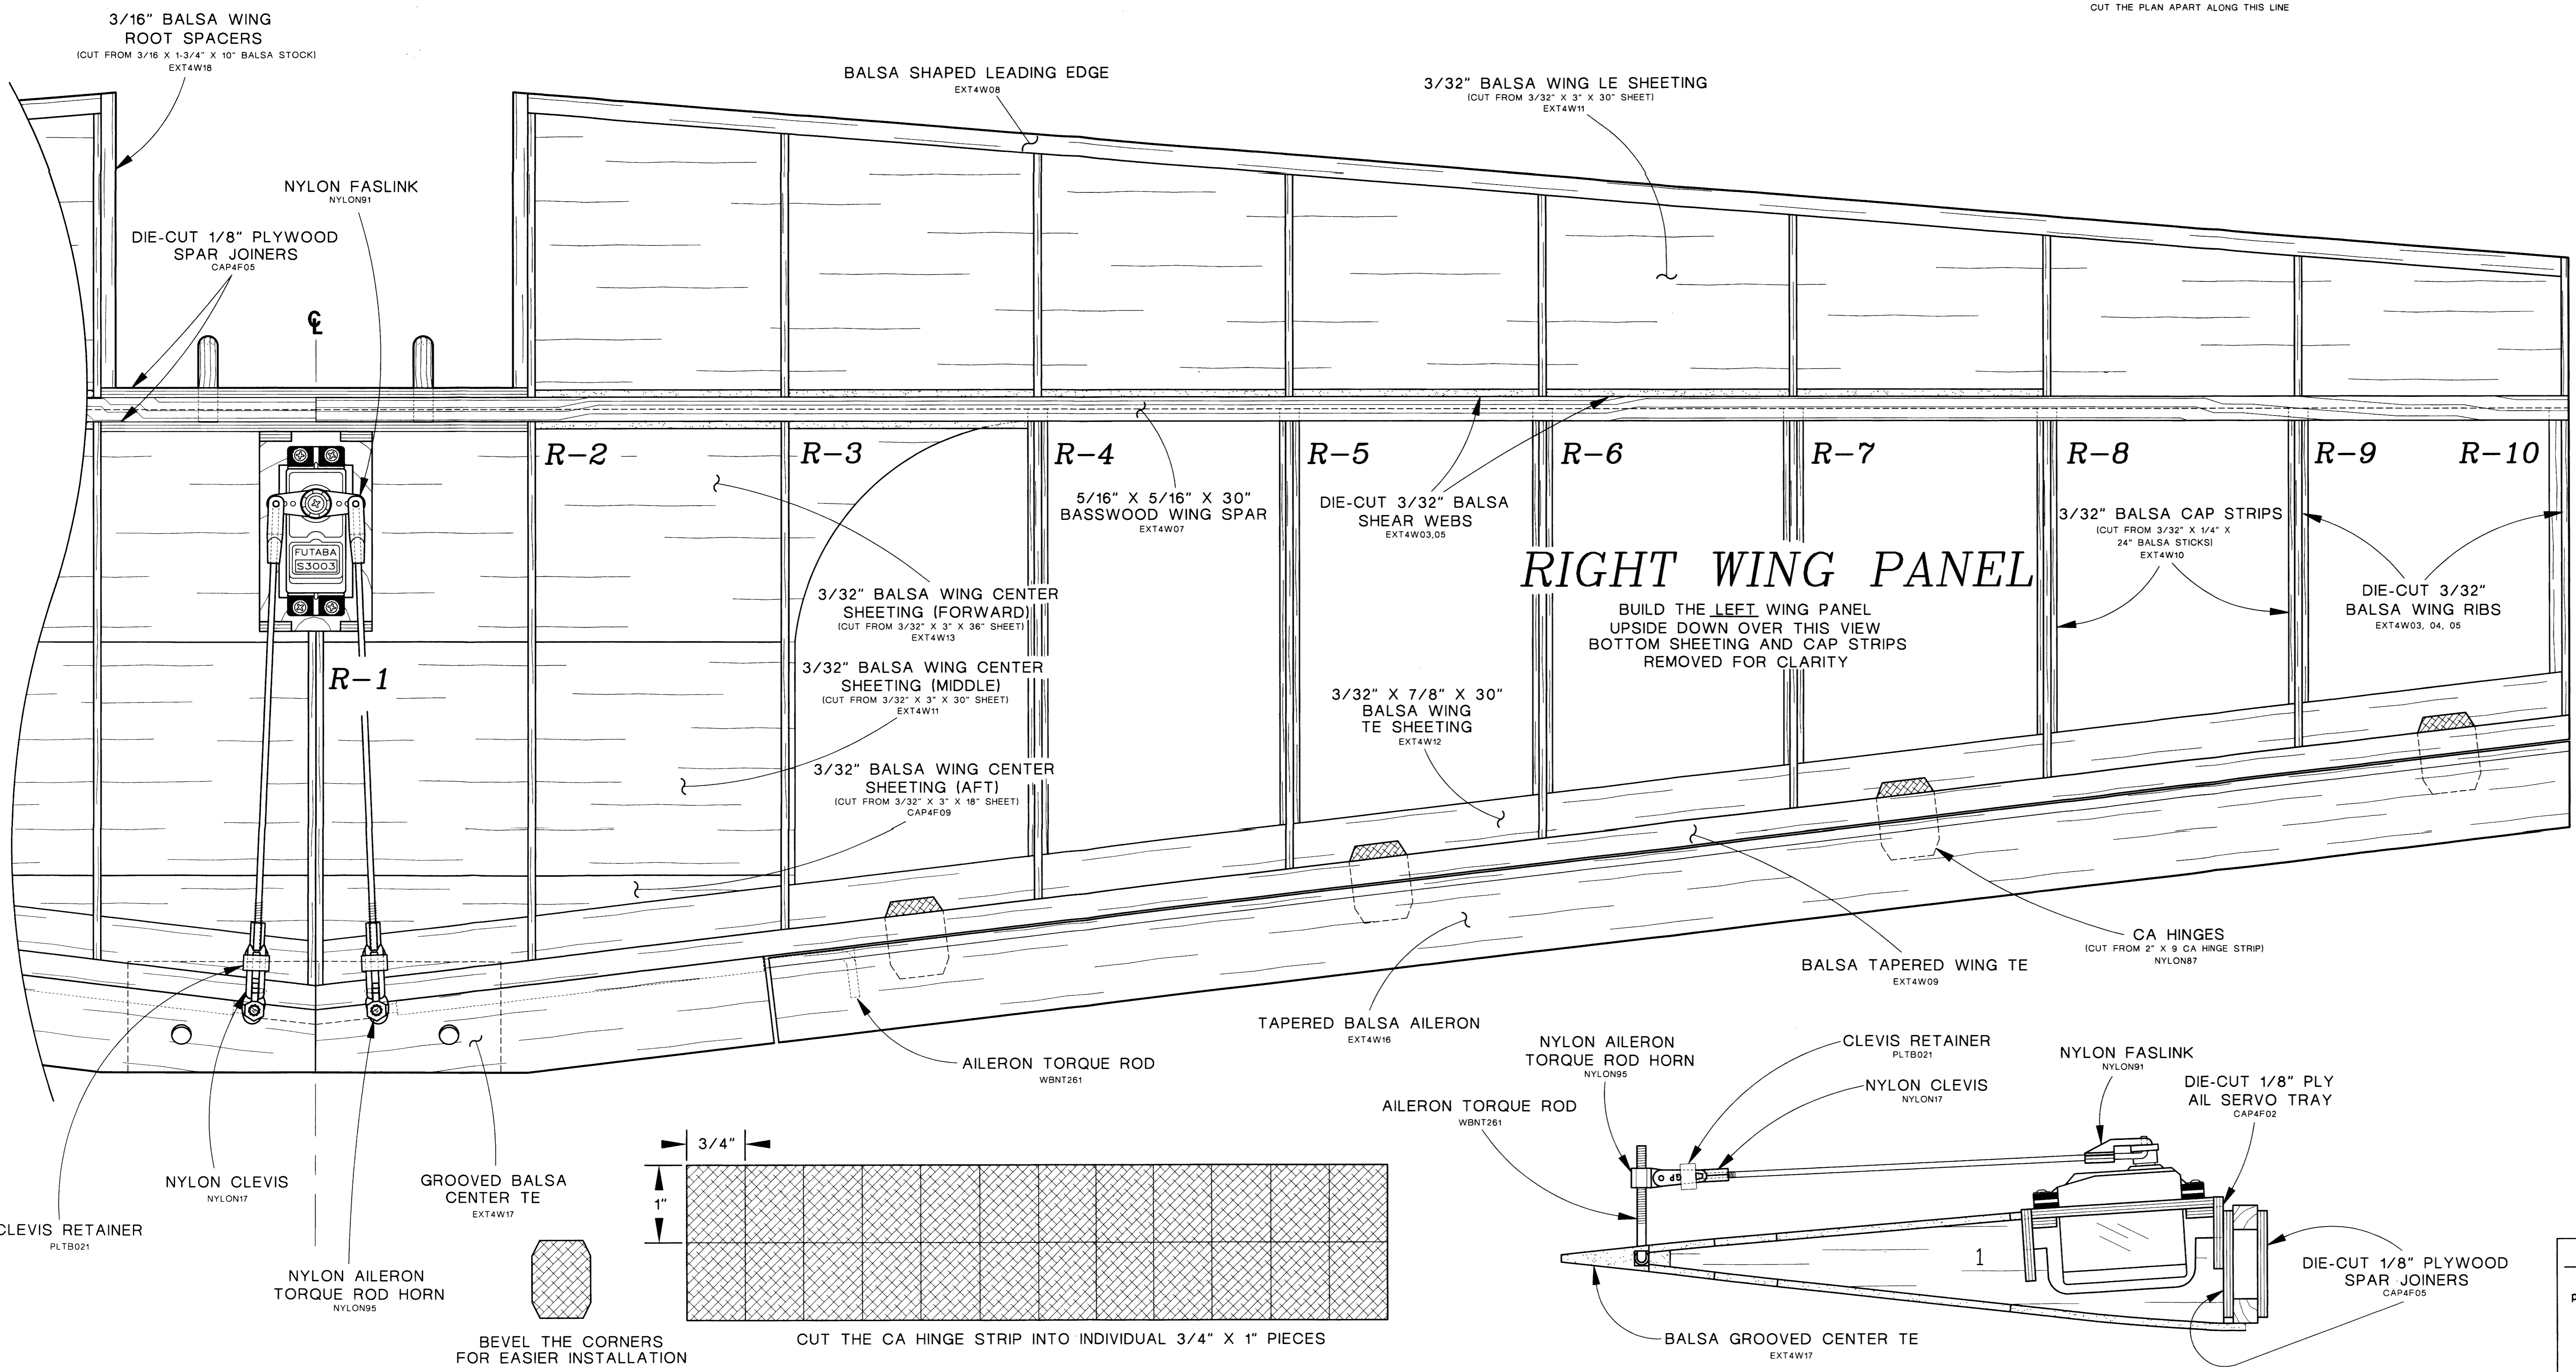 CUT THE PLAN APART ALONG THIS LINE
3/16" BALSA WING
ROOT SPACERS
(CUT FROM 3/16 X 1-3/4" X 10" BALSA STOCK)
EXT4W18
BALSA SHAPED LEADING EDGE
EXT4W08
3/32" BALSA WING LE SHEETING
(CUT FROM 3/32" X 3" X 30" SHEET)
EXT4W11
NYLON FASLINK
NYLON91
DIE-CUT 1/8" PLYWOOD
SPAR JOINERS
CAP4F05
CL
R-2
R-3
R-4
R-5
R-6
R-7
R-8
R-9
R-10
FUTABA
S3003
R-1
5/16" X 5/16" X 30"
BASSWOOD WING SPAR
EXT4W07
DIE-CUT 3/32" BALSA
SHEAR WEBS
EXT4W03,05
3/32" BALSA CAP STRIPS
(CUT FROM 3/32" X 1/4" X
24" BALSA STICKS)
EXT4W10
DIE-CUT 3/32"
BALSA WING RIBS
EXT4W03, 04, 05
RIGHT WING PANEL
BUILD THE LEFT WING PANEL
UPSIDE DOWN OVER THIS VIEW
BOTTOM SHEETING AND CAP STRIPS
REMOVED FOR CLARITY
3/32" BALSA WING CENTER
SHEETING (FORWARD)
(CUT FROM 3/32" X 3" X 36" SHEET)
EXT4W13
3/32" BALSA WING CENTER
SHEETING (MIDDLE)
(CUT FROM 3/32" X 3" X 30" SHEET)
EXT4W11
3/32" X 7/8" X 30"
BALSA WING
TE SHEETING
EXT4W12
3/32" BALSA WING CENTER
SHEETING (AFT)
(CUT FROM 3/32" X 3" X 18" SHEET)
CAP4F09
CA HINGES
(CUT FROM 2" X 9 CA HINGE STRIP)
NYLON87
BALSA TAPERED WING TE
EXT4W09
TAPERED BALSA AILERON
EXT4W16
AILERON TORQUE ROD
WBNT261
NYLON CLEVIS
NYLON17
GROOVED BALSA
CENTER TE
EXT4W17
CLEVIS RETAINER
PLTB021
NYLON AILERON
TORQUE ROD HORN
NYLON95
BEVEL THE CORNERS
FOR EASIER INSTALLATION
3/4"
1"
CUT THE CA HINGE STRIP INTO INDIVIDUAL 3/4" X 1" PIECES
NYLON AILERON
TORQUE ROD HORN
NYLON95
CLEVIS RETAINER
PLTB021
NYLON FASLINK
NYLON91
NYLON CLEVIS
NYLON17
DIE-CUT 1/8" PLY
AIL SERVO TRAY
CAP4F02
AILERON TORQUE ROD
WBNT261
1
DIE-CUT 1/8" PLYWOOD
SPAR JOINERS
CAP4F05
BALSA GROOVED CENTER TE
EXT4W17